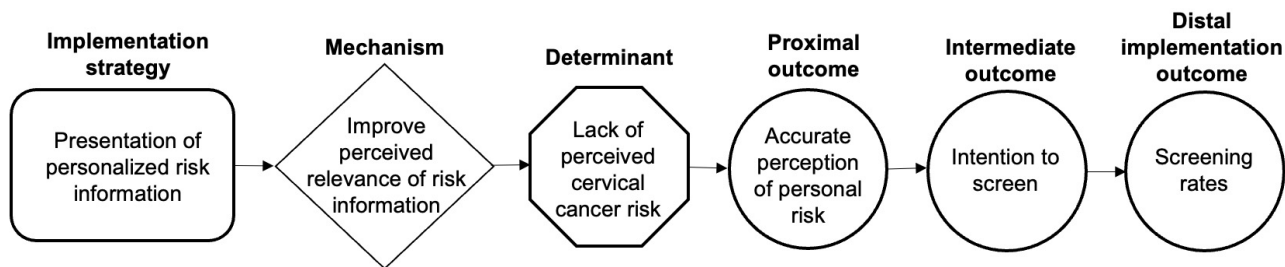 Implementation
strategy
Mechanism
Determinant
Proximal
outcome
Intermediate
outcome
Distal
implementation
outcome
Presentation of
personalized risk
information
Improve
perceived
relevance of risk
information
Lack of
perceived
cervical
cancer risk
Accurate
perception
of personal
risk
Intention to
screen
Screening
rates